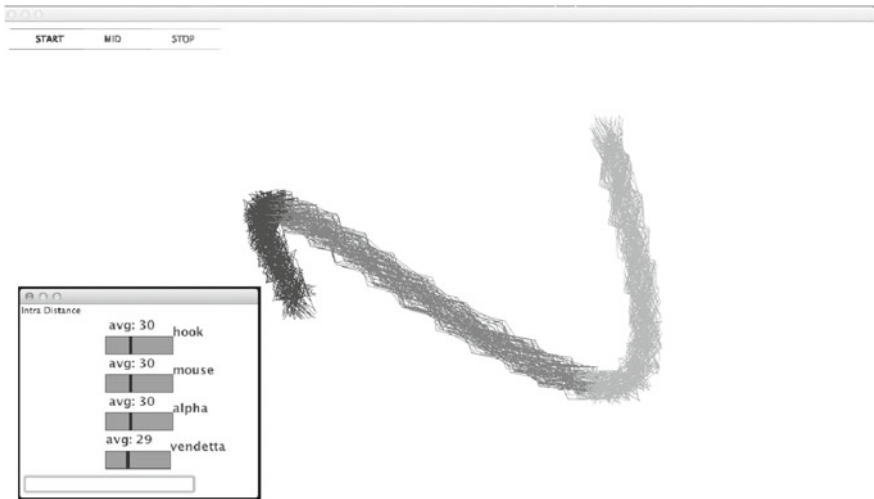 START MID STOP
Intra Distance
avg: 30
hook
avg: 30
mouse
avg: 30
alpha
avg: 29
vendetta